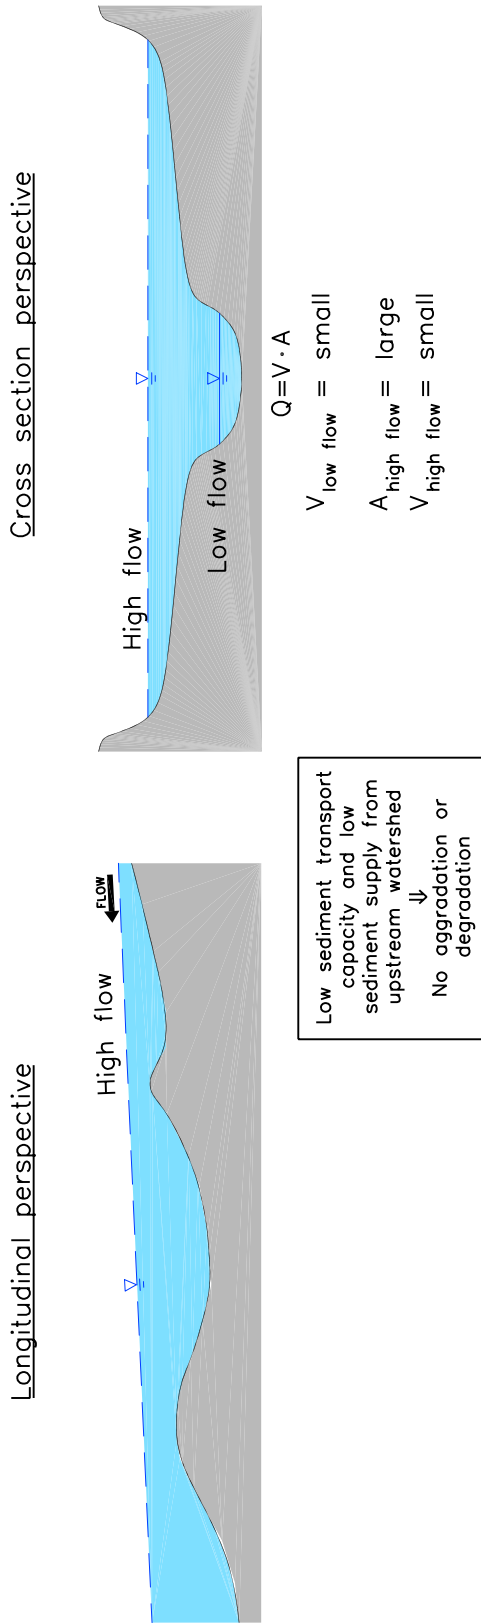 Longitudinal perspective
FLOW
High flow
Low sediment transport
capacity and low
sediment supply from
upstream watershed
⇓
No aggradation or
degradation
Cross section perspective
High flow
Low flow
Q=V·A
V low flow = small
A high flow = large
V high flow = small